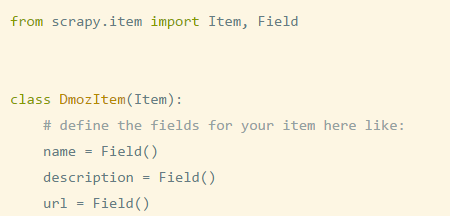 from scrapy.item import Item, Field
class DmozItem(Item):
    # define the fields for your item here like:
    name = Field()
    description = Field()
    url = Field()